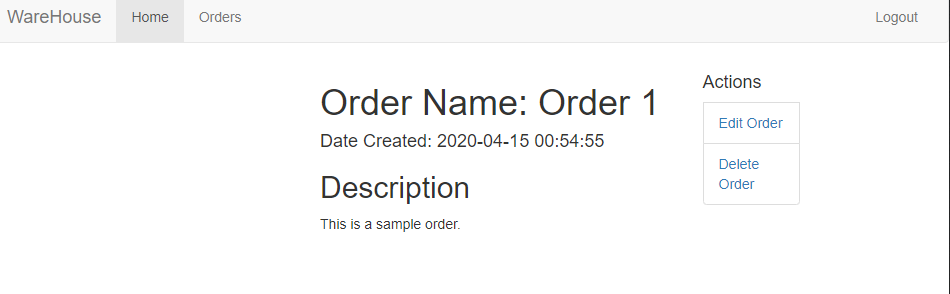 WareHouse Home Orders Logout
Order Name: Order 1
Date Created: 2020-04-15 00:54:55
Description
This is a sample order.
Actions
Edit Order
Delete
Order